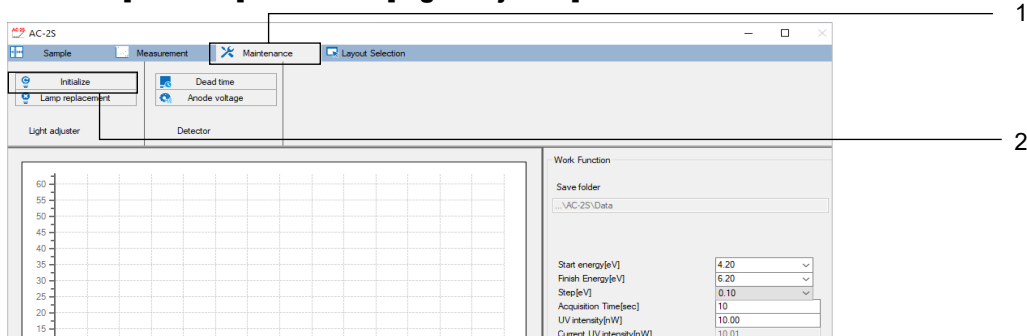 1
AC-2S
Sample Measurement Maintenance Layout Selection
Initialize Dead time
Lamp replacement Anode voltage
2
Light adjuster Detector
Work Function
Save folder
...\AC-2S\Data
60
55
50
45
40
35
30
25
20
15
Start energy[eV] 4.20
Finish Energy[eV] 6.20
Step[eV] 0.10
Acquisition Time[sec] 10
UV intensity[nW] 10.00
Current UV intensity[nW] 10.01